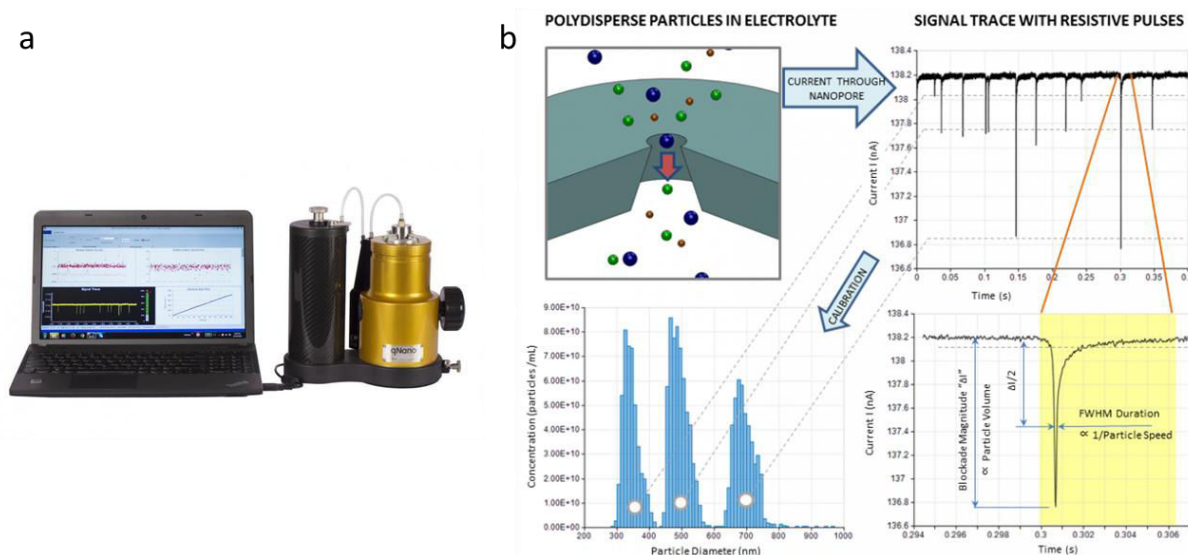 a
b
POLYDISPERSE PARTICLES IN ELECTROLYTE
SIGNAL TRACE WITH RESISTIVE PULSES
CURRENT THROUGH
NANOPORE
Current I (nA)
138.4
138.2
138
137.8
137.6
137.4
137.2
137
136.8
136.6
0
0.05
0.1
0.15
0.2
0.25
0.3
0.35
Time (s)
qNano
CALIBRATION
Concentration (particles /mL)
9.00E+10
8.00E+10
7.00E+10
6.00E+10
5.00E+10
4.00E+10
3.00E+10
2.00E+10
1.00E+10
0.00E+00
200
300
400
500
600
700
800
900
1000
Particle Diameter (nm)
Current I (nA)
138.4
138.2
138
137.8
137.6
137.4
137.2
137
136.8
136.6
Blockade Magnitude "ΔI"
∝ Particle Volume
ΔI/2
FWHM Duration
∝ 1/Particle Speed
0.294
0.296
0.298
0.3
0.302
0.304
0.306
Time (s)